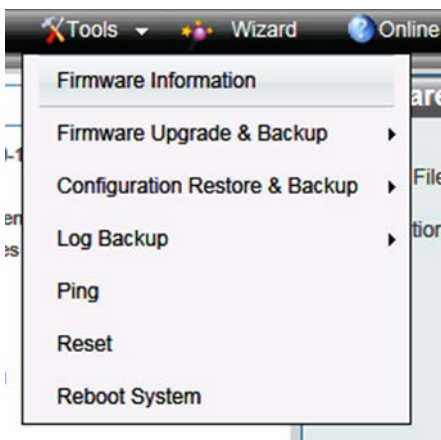 Tools Wizard Online
Firmware Information
Firmware Upgrade & Backup
Configuration Restore & Backup
Log Backup
Ping
Reset
Reboot System